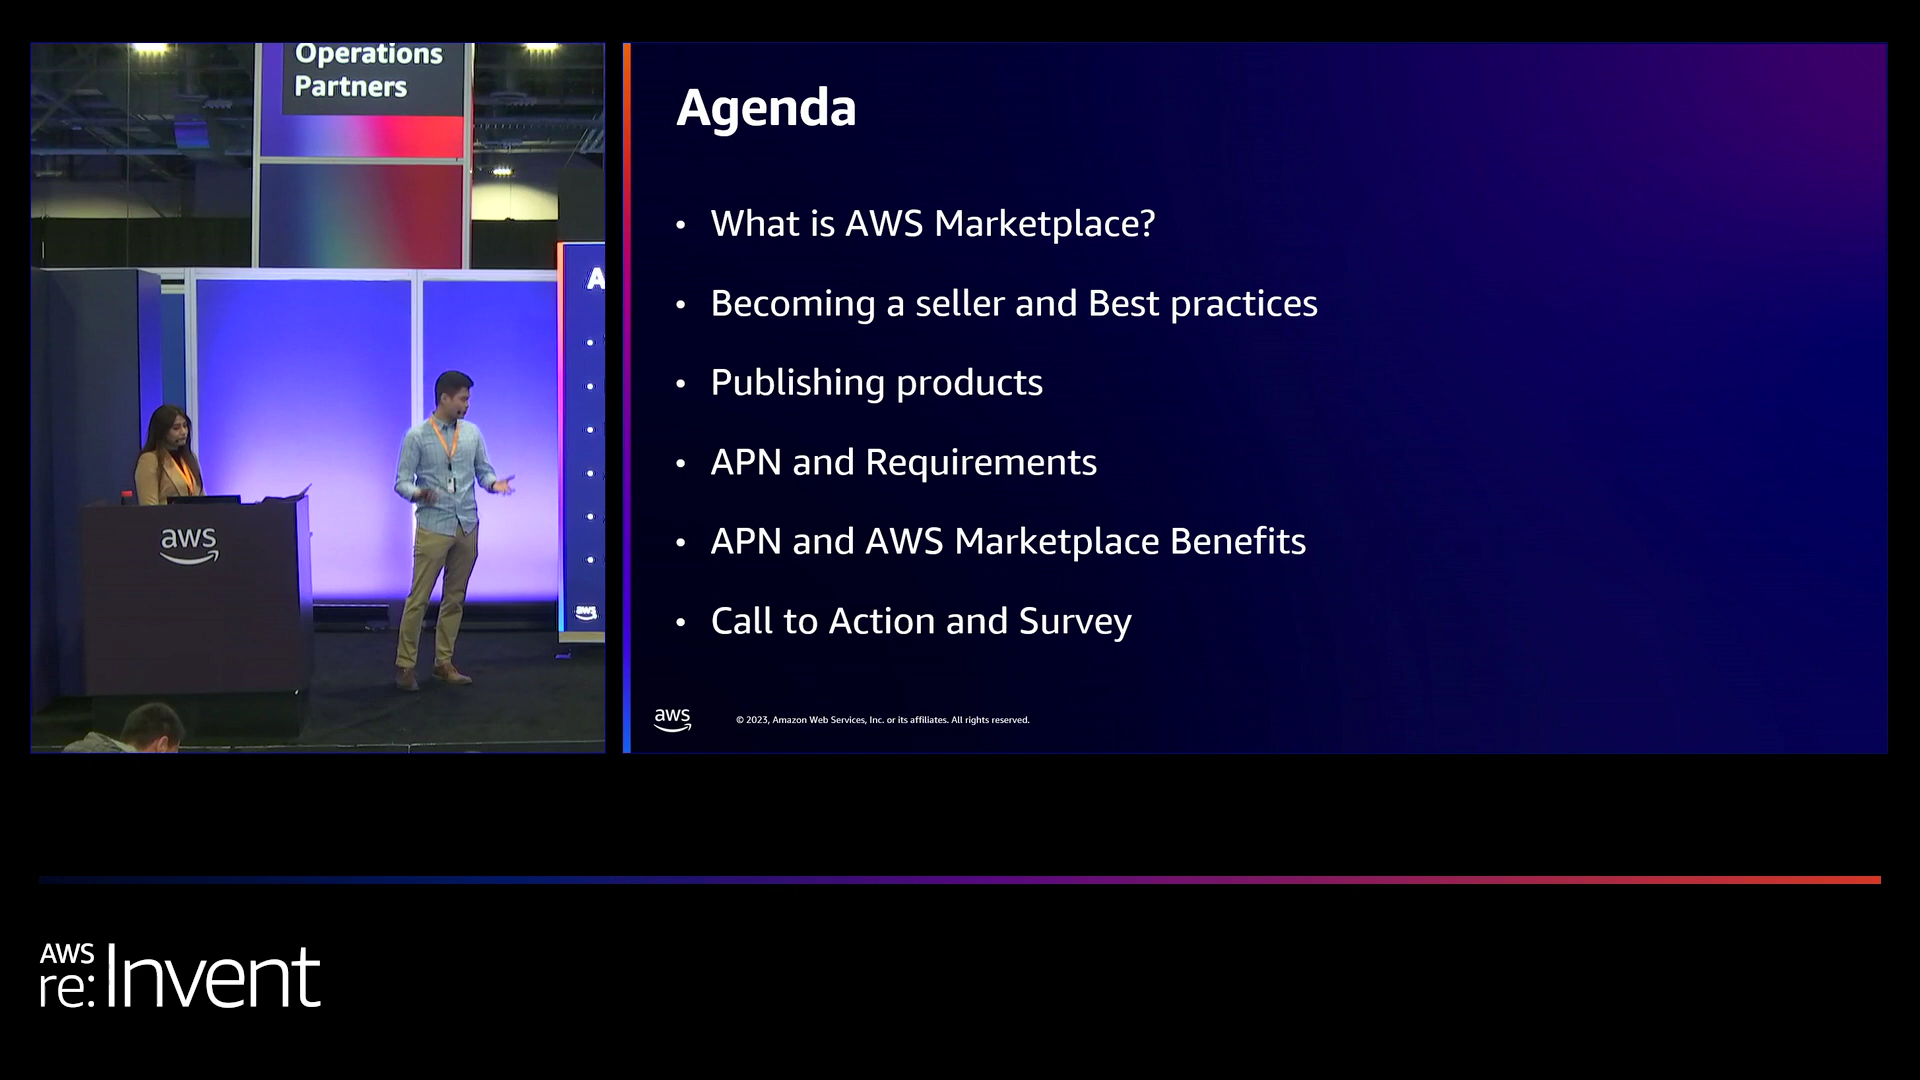 Operations
Partners
aws
A
aws
Agenda
• What is AWS Marketplace?
• Becoming a seller and Best practices
• Publishing products
• APN and Requirements
• APN and AWS Marketplace Benefits
• Call to Action and Survey
aws
© 2023, Amazon Web Services, Inc. or its affiliates. All rights reserved.
AWS
re:Invent